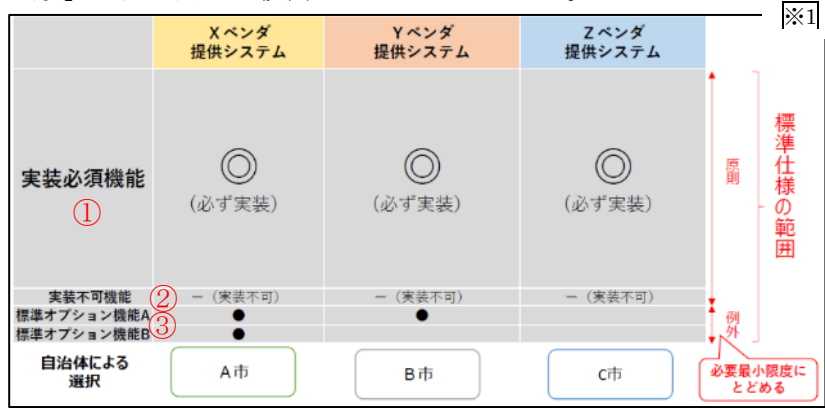 ※1
Xベンダ
提供システム
Yベンダ
提供システム
Zベンダ
提供システム
実装必須機能
①
◎
(必ず実装)
◎
(必ず実装)
◎
(必ず実装)
原則
標準仕様の範囲
実装不可機能 ② ー（実装不可） ー（実装不可） ー（実装不可）
標準オプション機能A ● ●
③
標準オプション機能B ●
例外
自治体による
選択
A市
B市
C市
必要最小限度に
とどめる